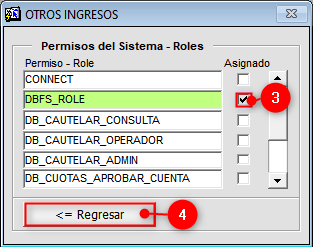 OTROS INGRESOS
Permisos del Sistema - Roles
Permiso - Role Asignado
CONNECT
DBFS_ROLE
3
DB_CAUTELAR_CONSULTA
DB_CAUTELAR_OPERADOR
DB_CAUTELAR_ADMIN
DB_CUOTAS_APROBAR_CUENTA
<= Regresar
4